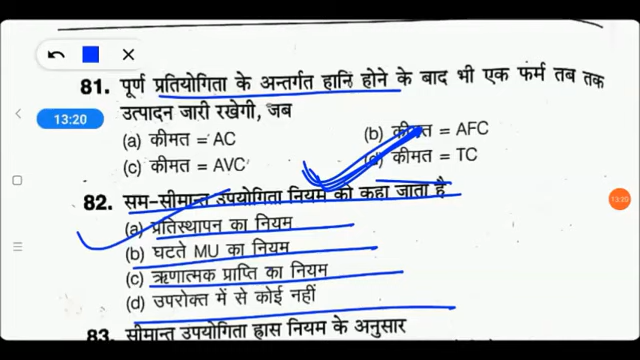 81. पूर्ण प्रतियोगिता के अन्तर्गत हानि होने के बाद भी एक फर्म तब तक
13:20
उत्पादन जारी रखेगी, जब
(a) कीमत = AC
(b) कीमत = AFC
(c) कीमत = AVC
(d) कीमत = TC
82. सम-सीमान्त उपयोगिता नियम को कहा जाता है
(a) प्रतिस्थापन का नियम
13:20
(b) घटते MU का नियम
(c) ऋणात्मक प्राप्ति का नियम
(d) उपरोक्त में से कोई नहीं
83. सीमान्त उपयोगिता ह्रास नियम के अनुसार